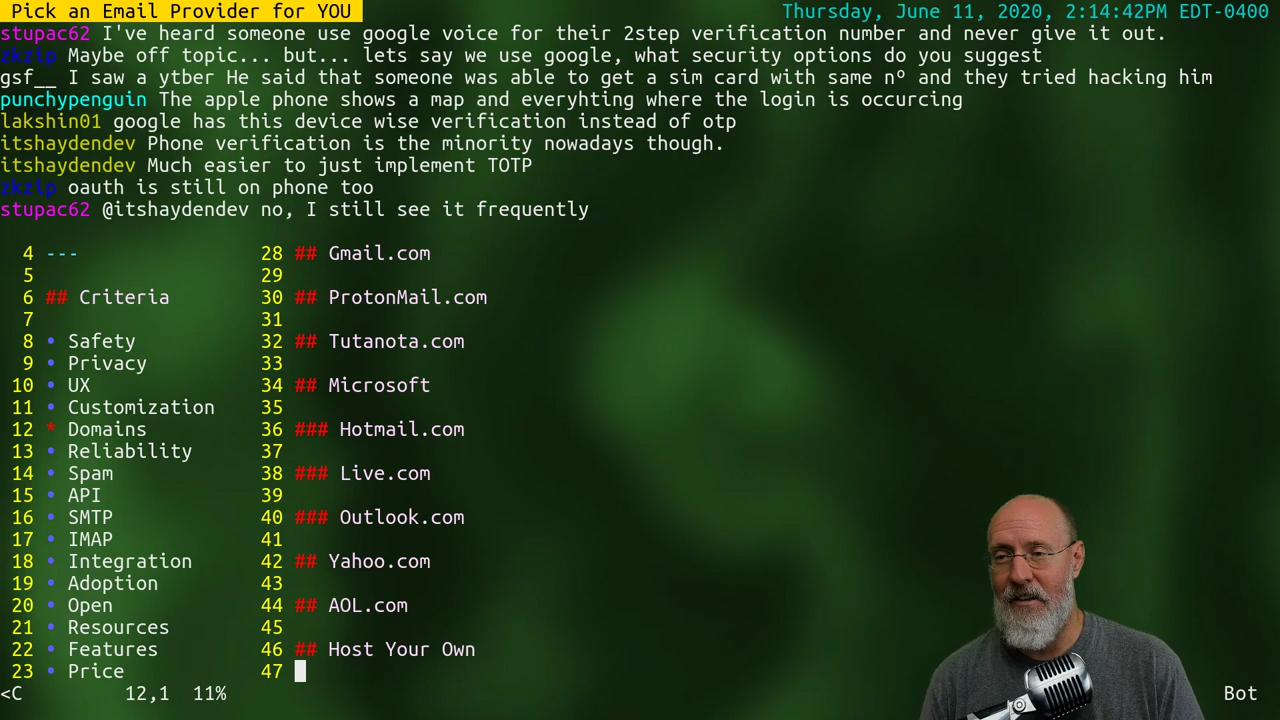 Pick an Email Provider for YOU
Thursday, June 11, 2020, 2:14:42PM EDT-0400
stupac62 I've heard someone use google voice for their 2step verification number and never give it out.
zkzip Maybe off topic... but... lets say we use google, what security options do you suggest
gsf__ I saw a ytber He said that someone was able to get a sim card with same nº and they tried hacking him
punchypenguin The apple phone shows a map and everyhting where the login is occurcing
lakshin01 google has this device wise verification instead of otp
itshaydendev Phone verification is the minority nowadays though.
itshaydendev Much easier to just implement TOTP
zkzip oauth is still on phone too
stupac62 @itshaydendev no, I still see it frequently
4 ---
5
6 ## Criteria
7
8 • Safety
9 • Privacy
10 • UX
11 • Customization
12 * Domains
13 • Reliability
14 • Spam
15 • API
16 • SMTP
17 • IMAP
18 • Integration
19 • Adoption
20 • Open
21 • Resources
22 • Features
23 • Price
28 ## Gmail.com
29
30 ## ProtonMail.com
31
32 ## Tutanota.com
33
34 ## Microsoft
35
36 ### Hotmail.com
37
38 ### Live.com
39
40 ### Outlook.com
41
42 ## Yahoo.com
43
44 ## AOL.com
45
46 ## Host Your Own
47
<C 12,1 11% Bot